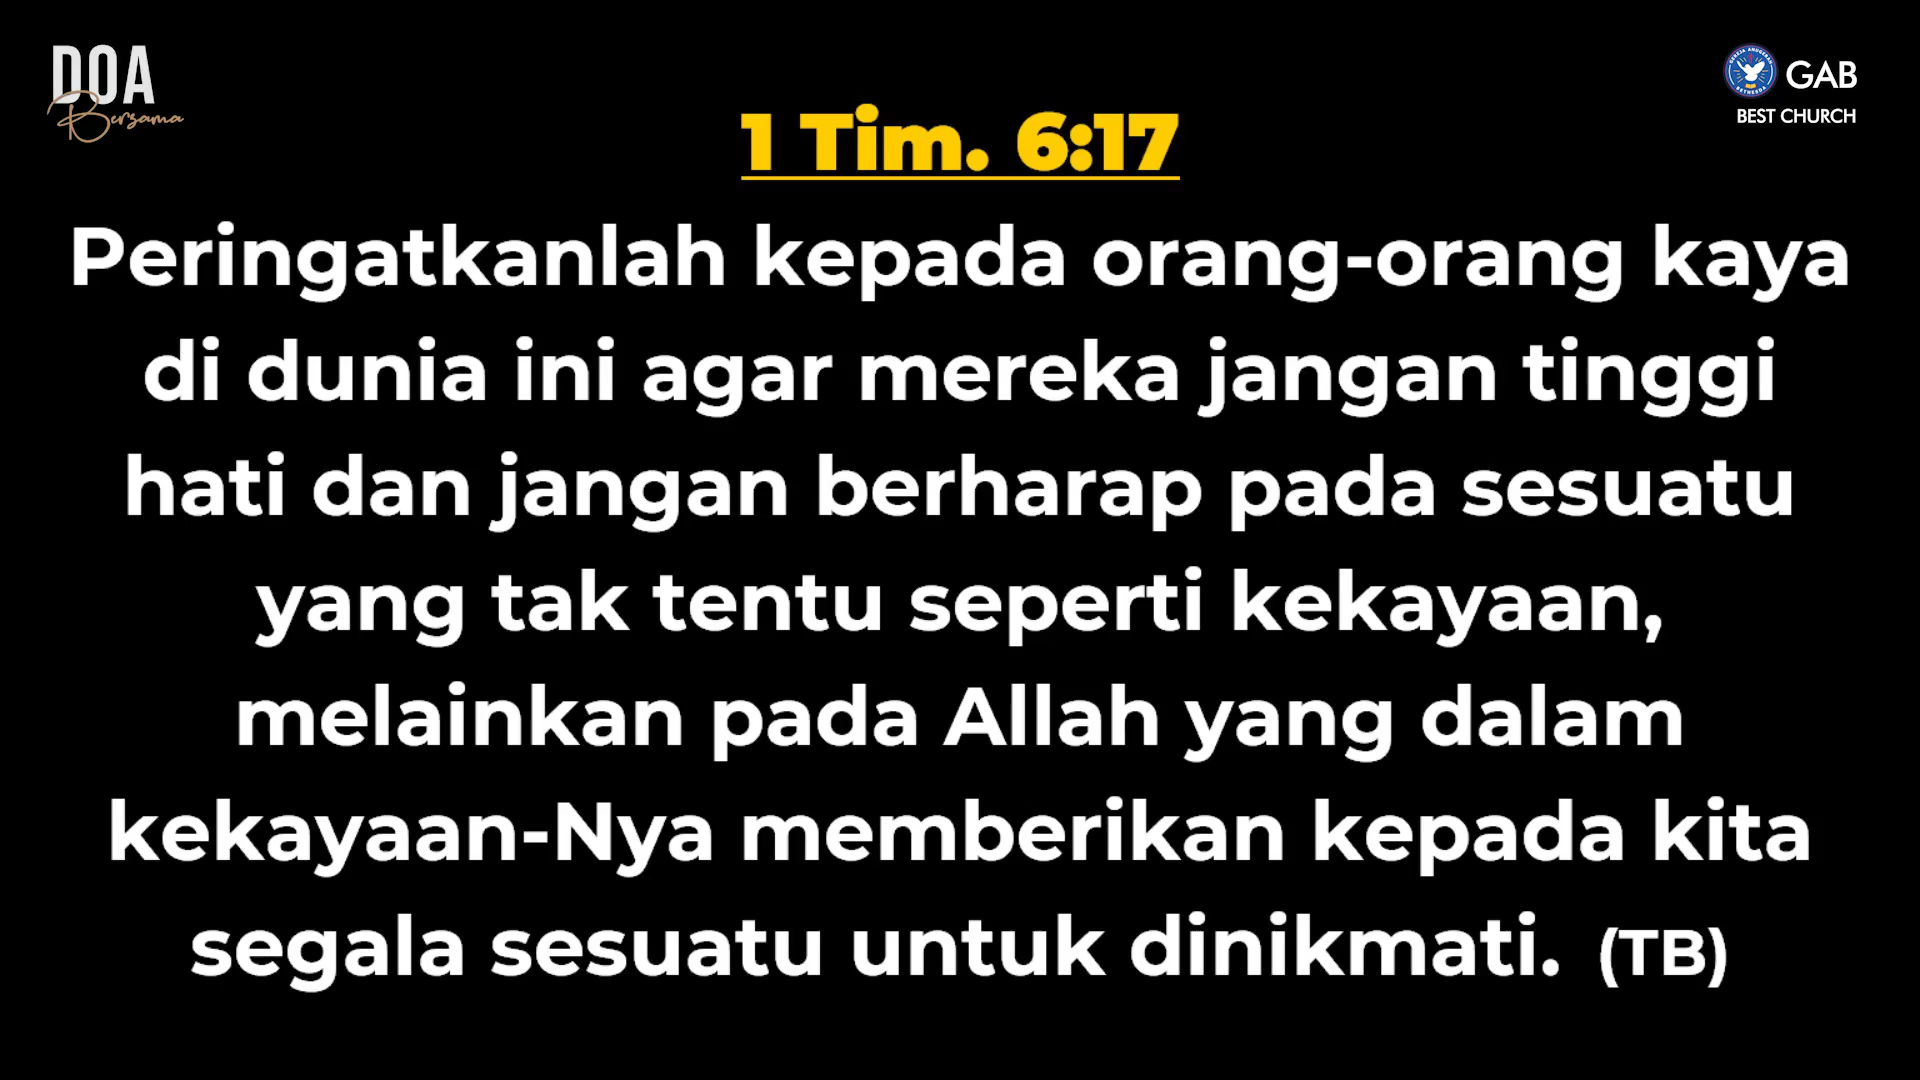 DOA
Bersama
GAB
BEST CHURCH
1 Tim. 6:17
Peringatkanlah kepada orang-orang kaya
di dunia ini agar mereka jangan tinggi
hati dan jangan berharap pada sesuatu
yang tak tentu seperti kekayaan,
melainkan pada Allah yang dalam
kekayaan-Nya memberikan kepada kita
segala sesuatu untuk dinikmati. (TB)